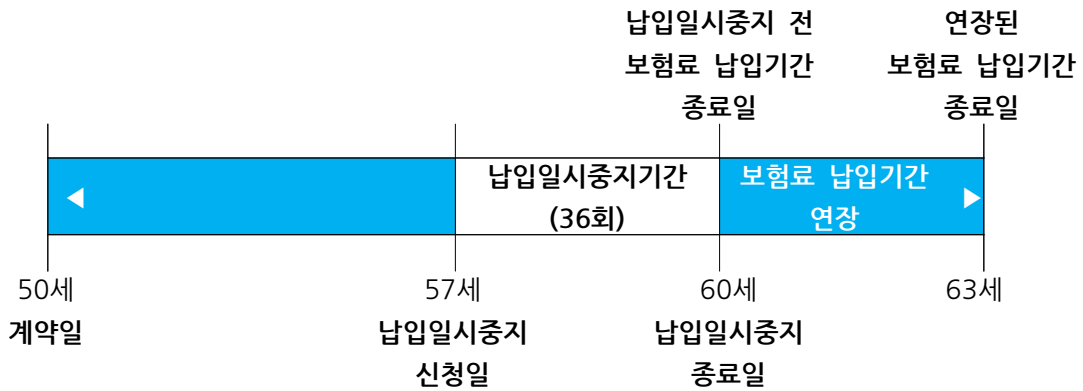 납입일시중지 전
보험료 납입기간
종료일
연장된
보험료 납입기간
종료일
납입일시중지기간
(36회)
보험료 납입기간
연장
50세
계약일
57세
납입일시중지
신청일
60세
납입일시중지
종료일
63세